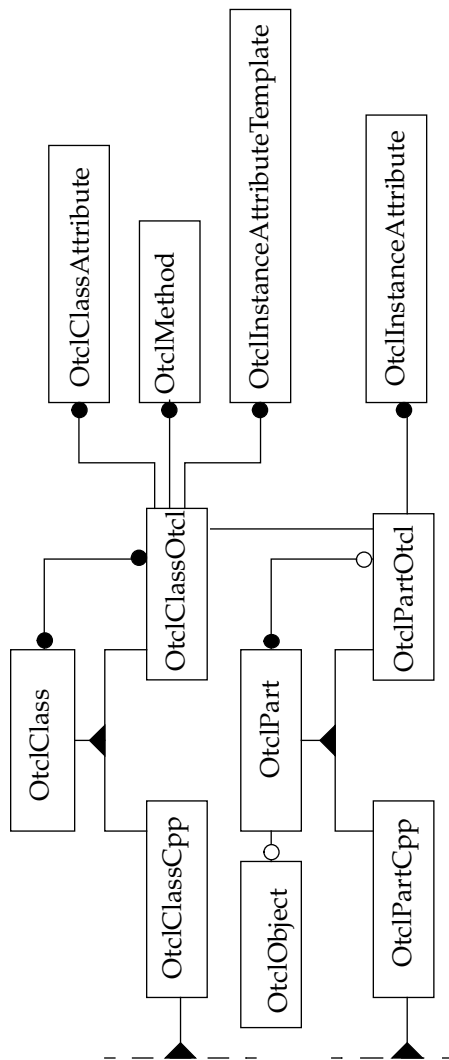 OtclClass
OtclClassCpp
OtclClassOtcl
OtclClassAttribute
OtclMethod
OtclInstanceAttributeTemplate
OtclObject
OtclPart
OtclPartCpp
OtclPartOtcl
OtclInstanceAttribute